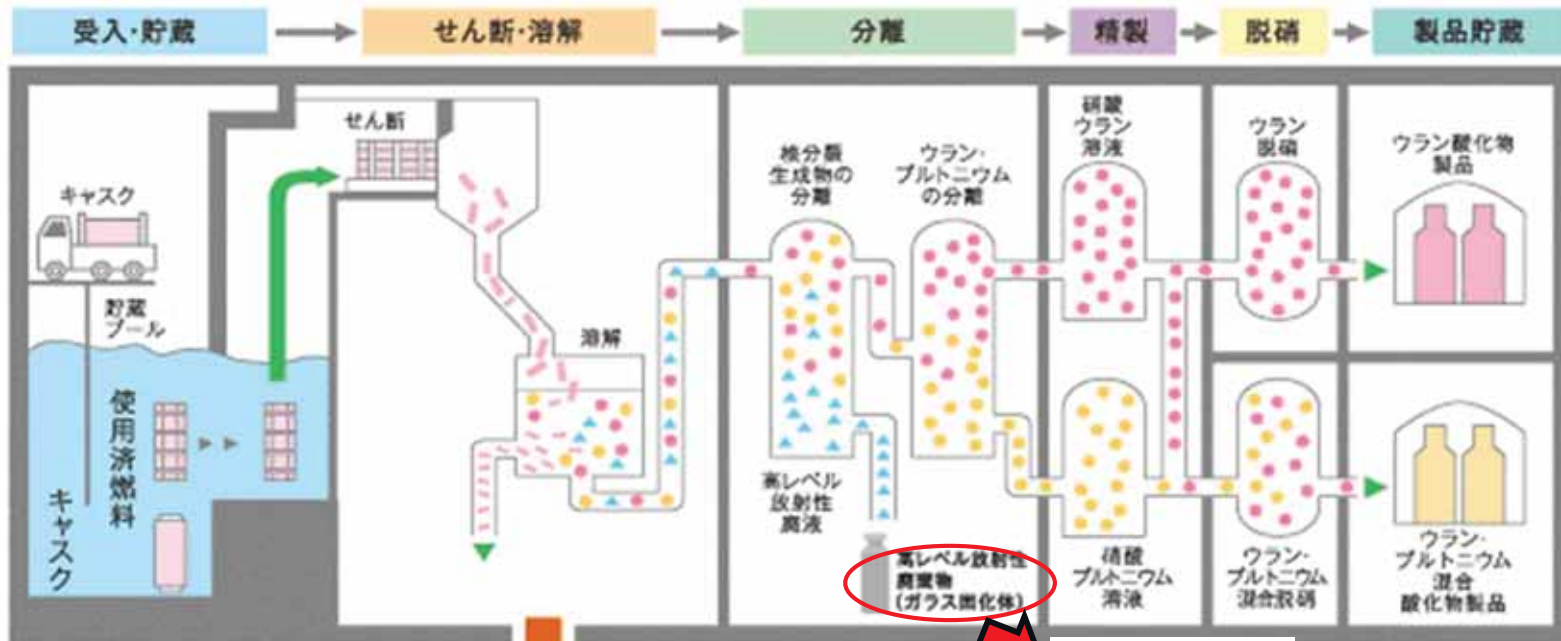 受入・貯蔵
せん断・溶解
分離
精製
脱硝
製品貯蔵
せん断
キャスク
貯蔵
プール
使用済燃料
キャスク
溶解
核分裂
生成物の
分離
ウラン・
プルトニウム
の分離
高レベル
放射性
廃液
高レベル放射性
廃棄物
(ガラス固化体)
硝酸
ウラン
溶液
硝酸
プルトニウム
溶液
ウラン
脱硝
ウラン・
プルトニウム
混合脱硝
ウラン酸化物
製品
ウラン・
プルトニウム
混合
酸化物製品